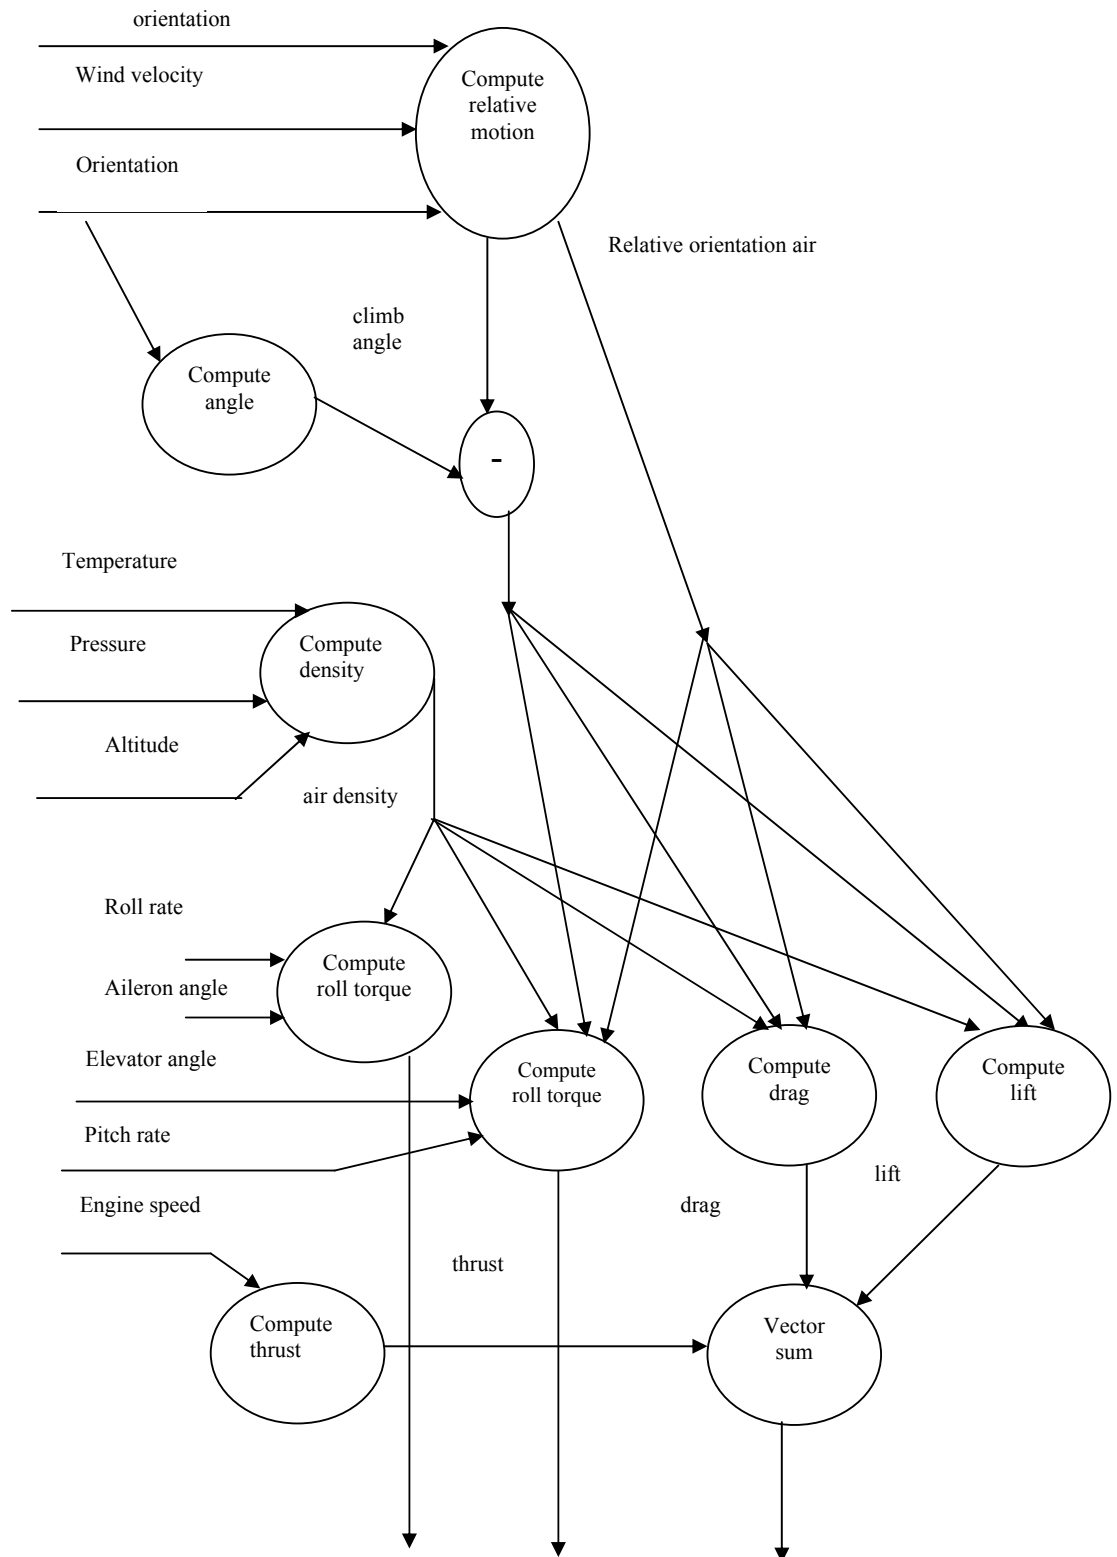 orientation
Wind velocity
Compute
relative
motion
Orientation
Relative orientation air
climb
angle
Compute
angle
-
Temperature
Compute
density
Pressure
Altitude
air density
Roll rate
Compute
roll torque
Aileron angle
Elevator angle
Compute
roll torque
Compute
drag
Compute
lift
Pitch rate
lift
Engine speed
drag
thrust
Compute
thrust
Vector
sum